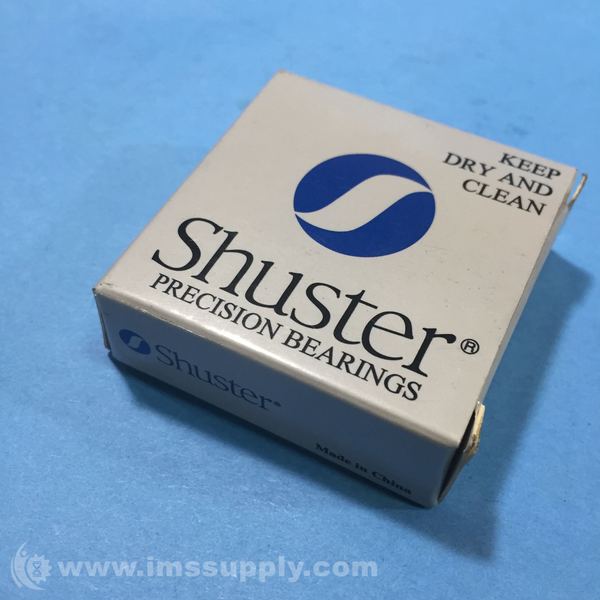 KEEP
DRY AND
CLEAN
Shuster®
PRECISION BEARINGS
Shuster®
Made in China
www.imssupply.com